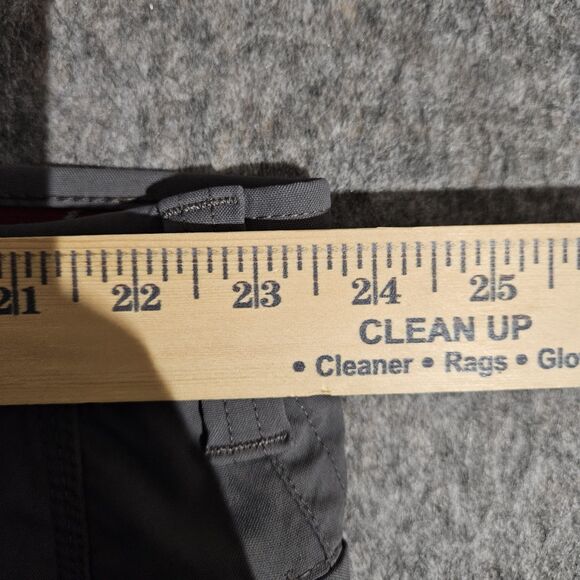 21 22 23 24 25
CLEAN UP
• Cleaner • Rags • Glo